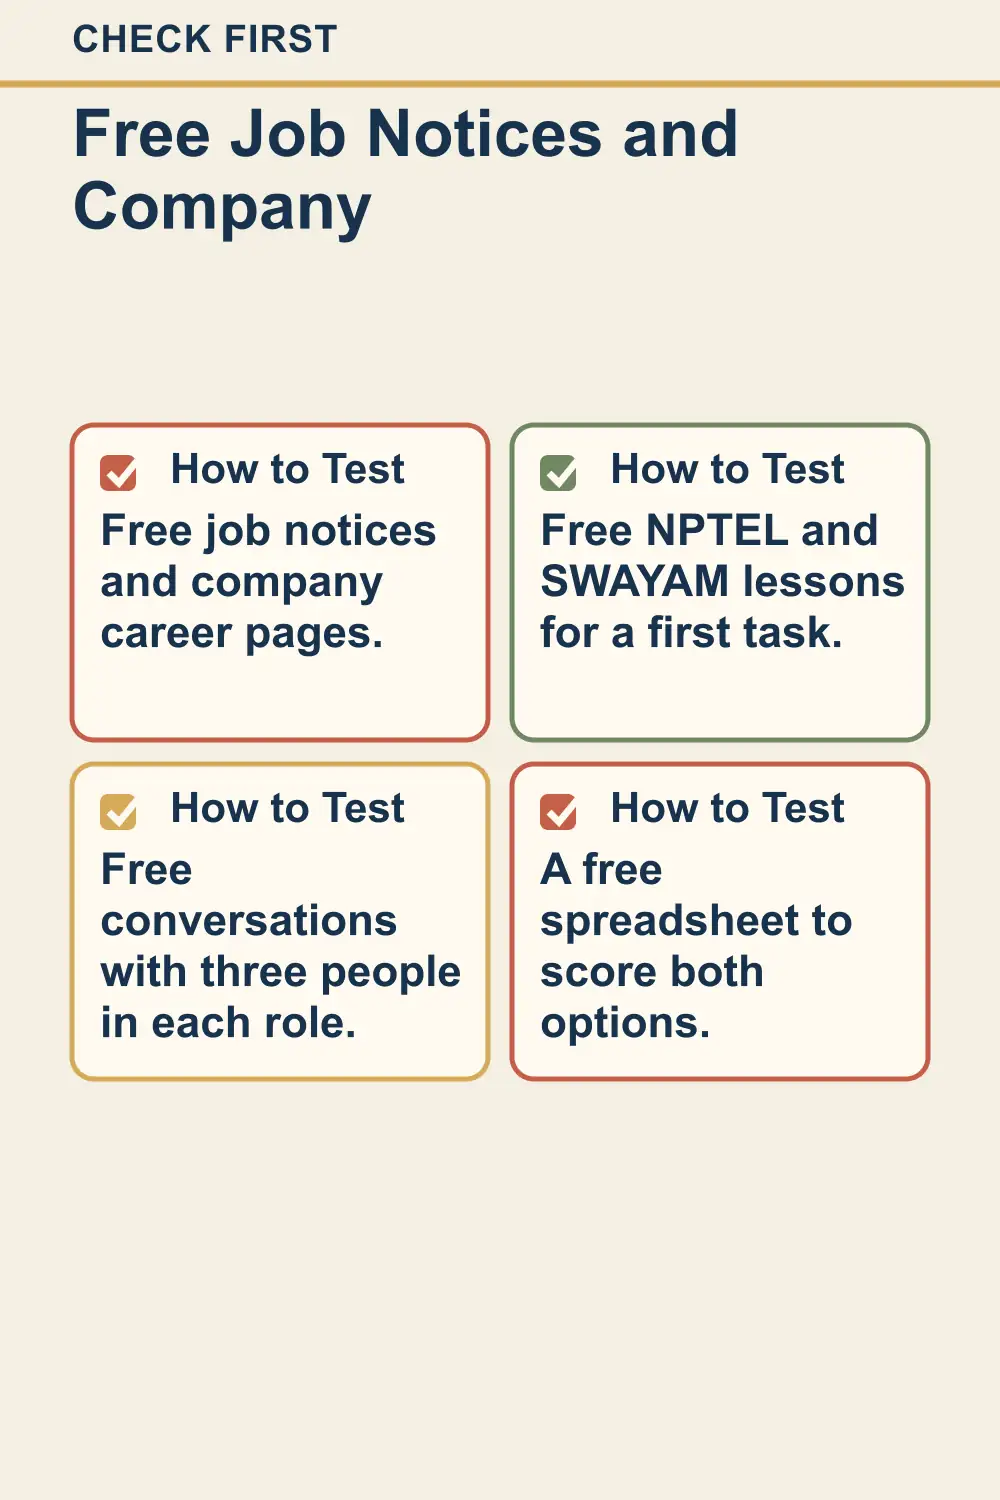 CHECK FIRST
Free Job Notices and
Company
How to Test
Free job notices
and company
career pages.
How to Test
Free NPTEL and
SWAYAM lessons
for a first task.
How to Test
Free
conversations
with three people
in each role.
How to Test
A free
spreadsheet to
score both
options.